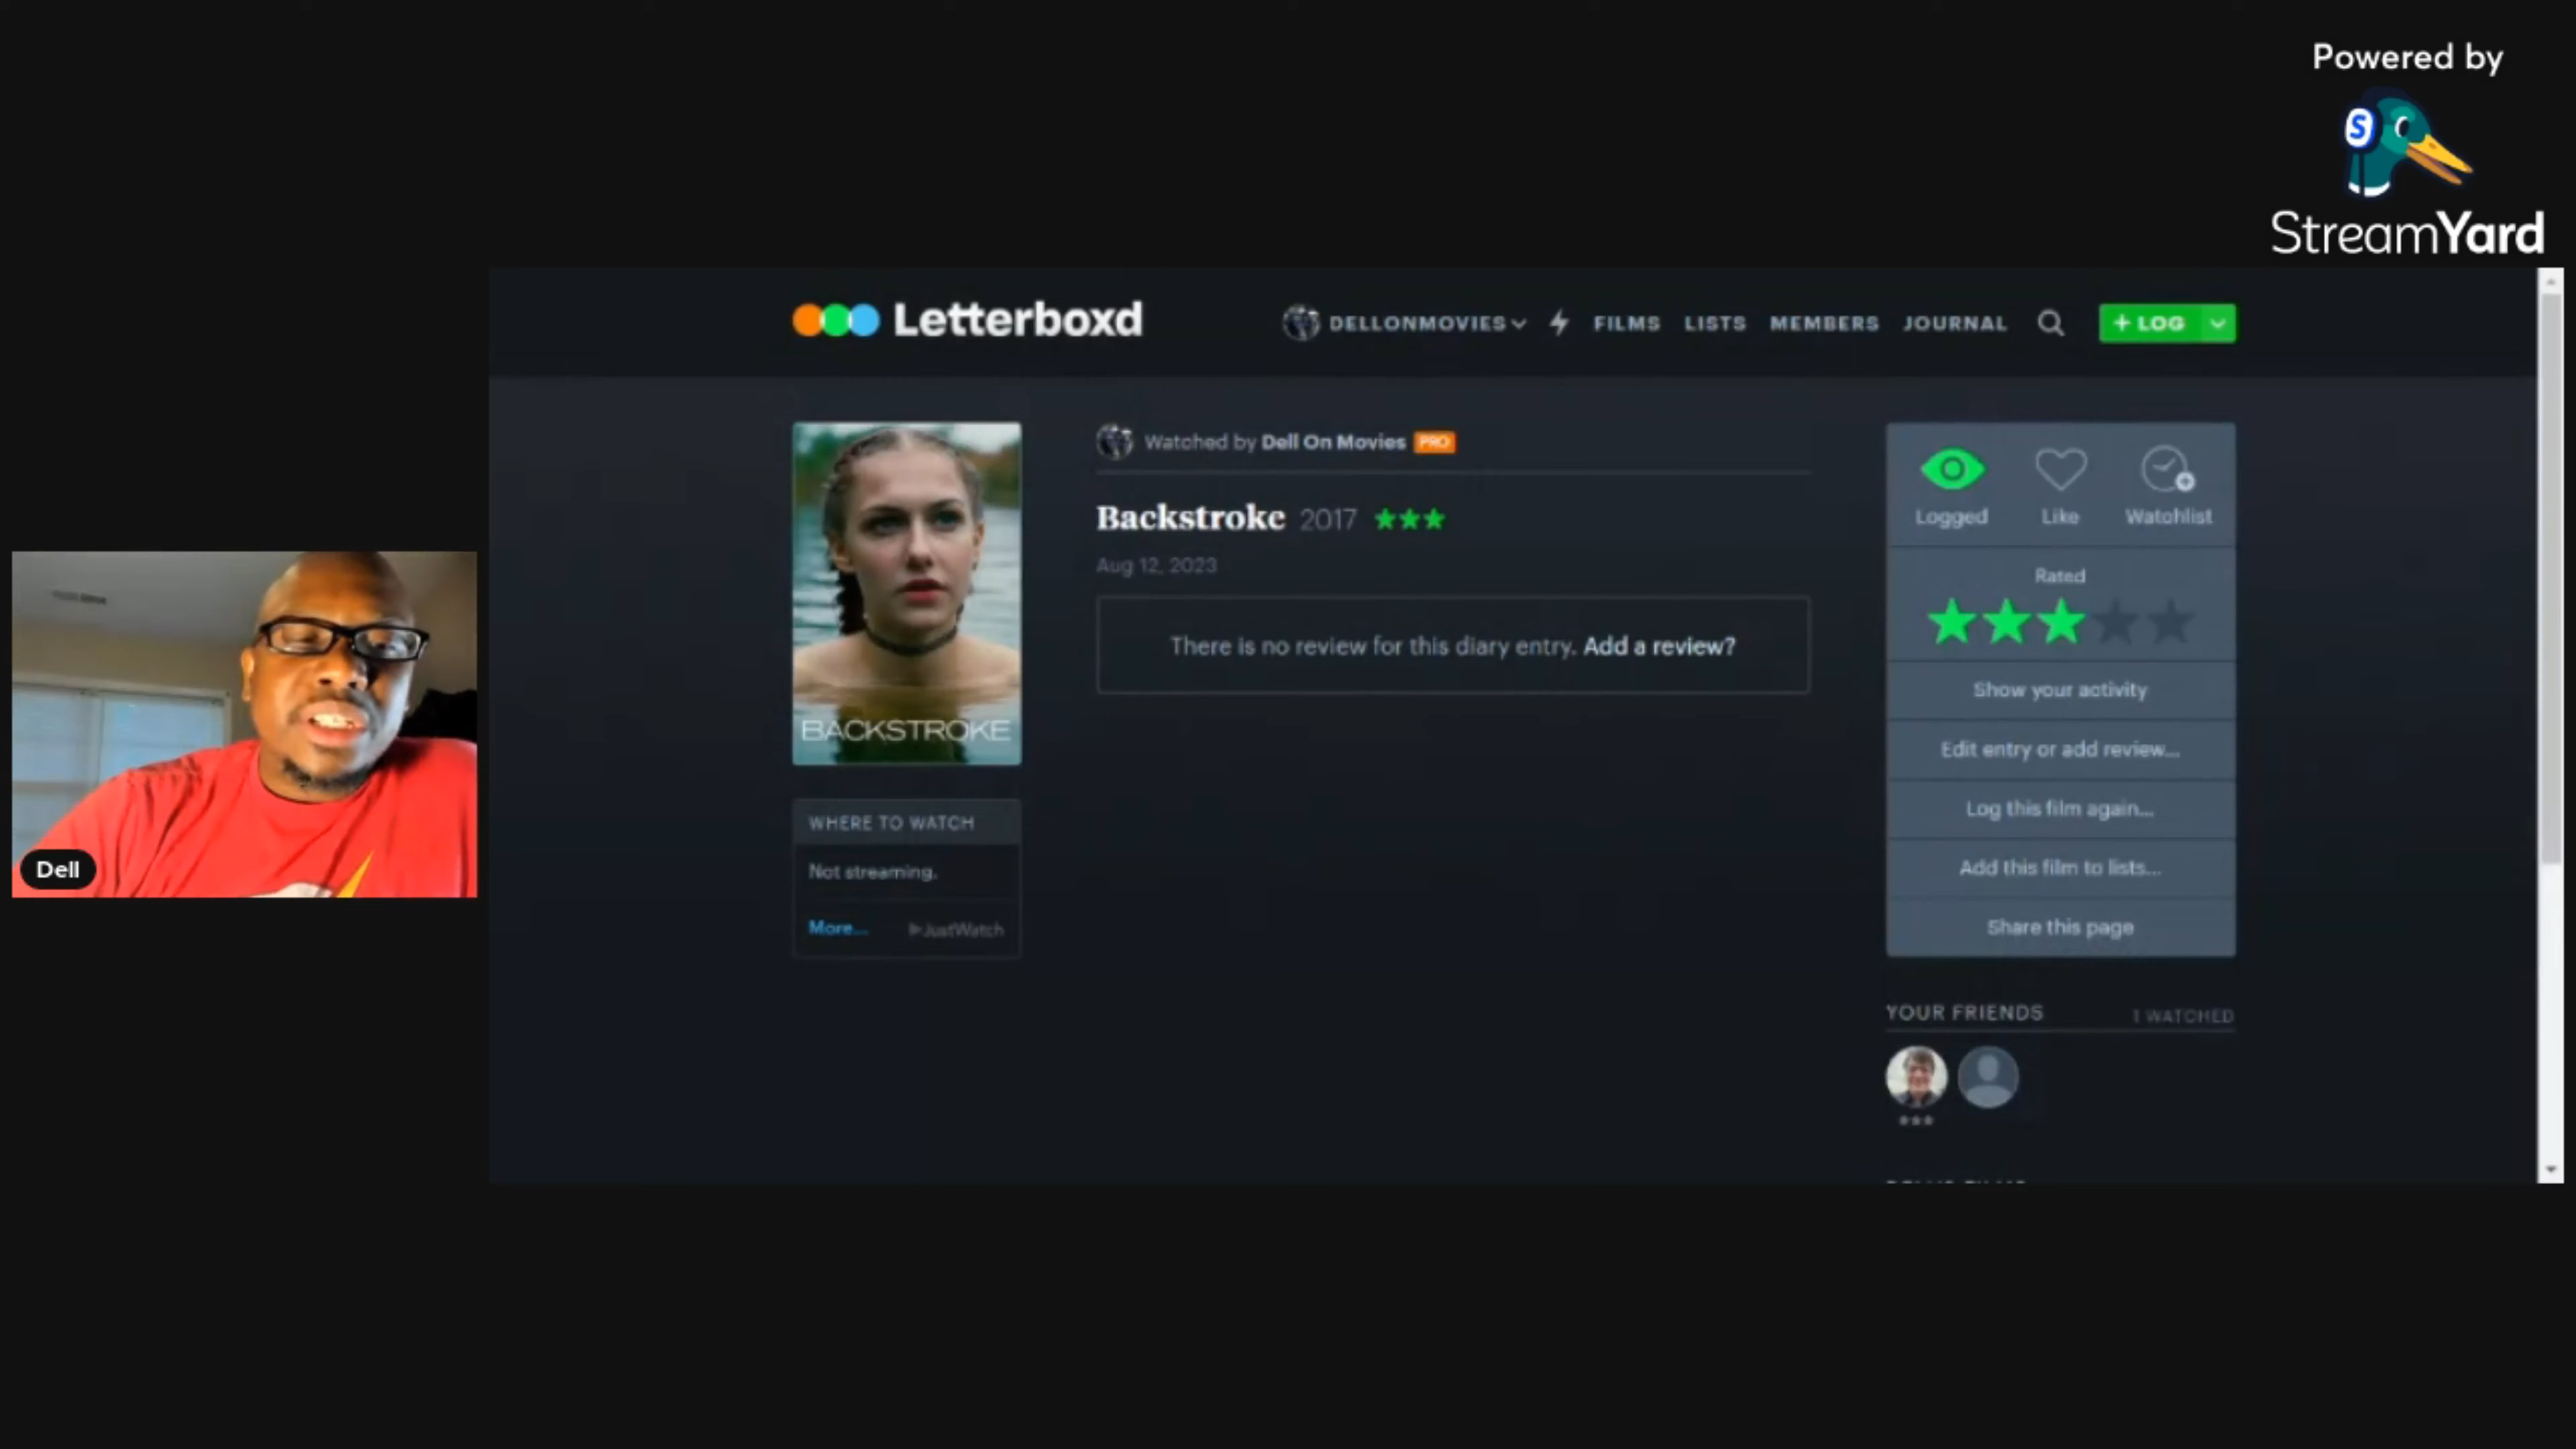 Powered by
S
StreamYard
Letterboxd
DELLONMOVIES
FILMS
LISTS
MEMBERS
JOURNAL
+ LOG
Watched by Dell On Movies PRO
Backstroke 2017 ★★★
Aug 12, 2023
There is no review for this diary entry. Add a review?
BACKSTROKE
WHERE TO WATCH
Not streaming.
More...
JustWatch
Logged
Like
Watchlist
Rated
Show your activity
Edit entry or add review...
Log this film again...
Add this film to lists...
Share this page
YOUR FRIENDS
1 WATCHED
Dell